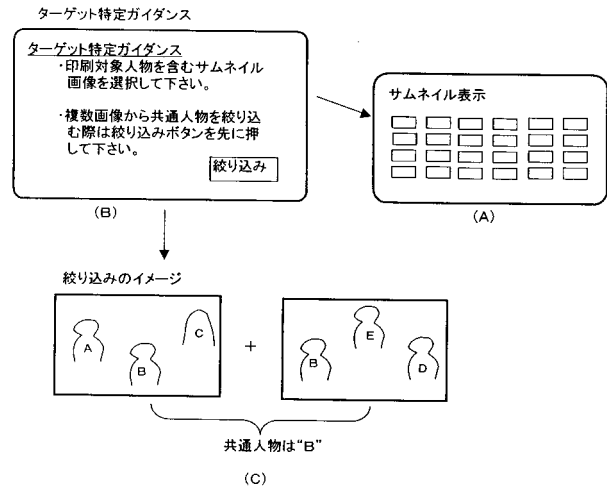 ターゲット特定ガイダンス
ターゲット特定ガイダンス
・印刷対象人物を含むサムネイル
画像を選択して下さい。
・複数画像から共通人物を絞り込
む際は絞り込みボタンを先に押
して下さい。
絞り込み
(B)
サムネイル表示
(A)
絞り込みのイメージ
A
B
C
+
B
E
D
共通人物は“B”
(C)